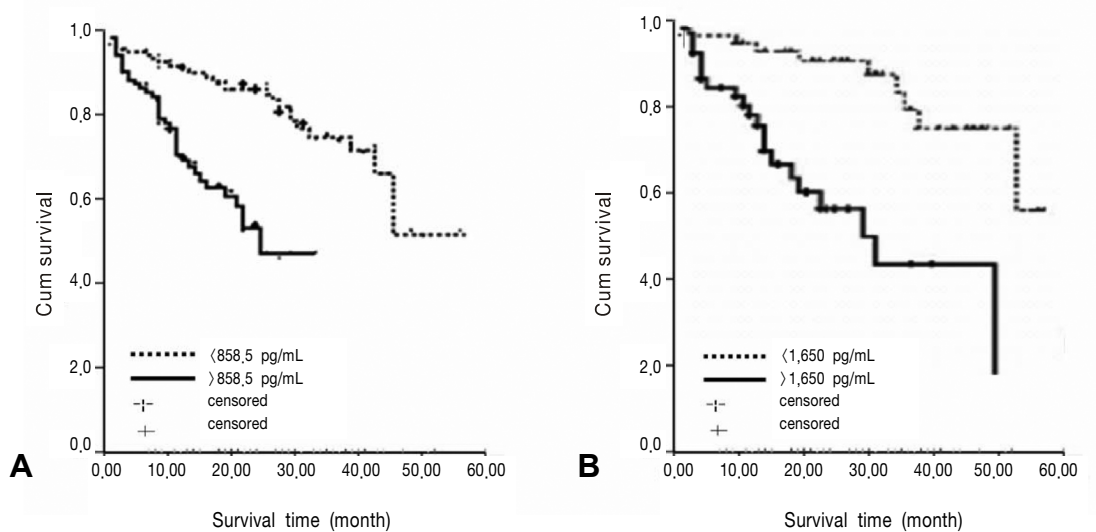 1.0
0.8
0.6
4.0
2.0
0.0
Cum survival
<858.5 pg/mL
>858.5 pg/mL
censored
censored
0.00 10.00 20.00 30.00 40.00 50.00 60.00
Survival time (month)
A
1.0
0.8
0.6
4.0
2.0
0.0
Cum survival
<1,650 pg/mL
>1,650 pg/mL
censored
censored
0.00 10.00 20.00 30.00 40.00 50.00 60.00
Survival time (month)
B